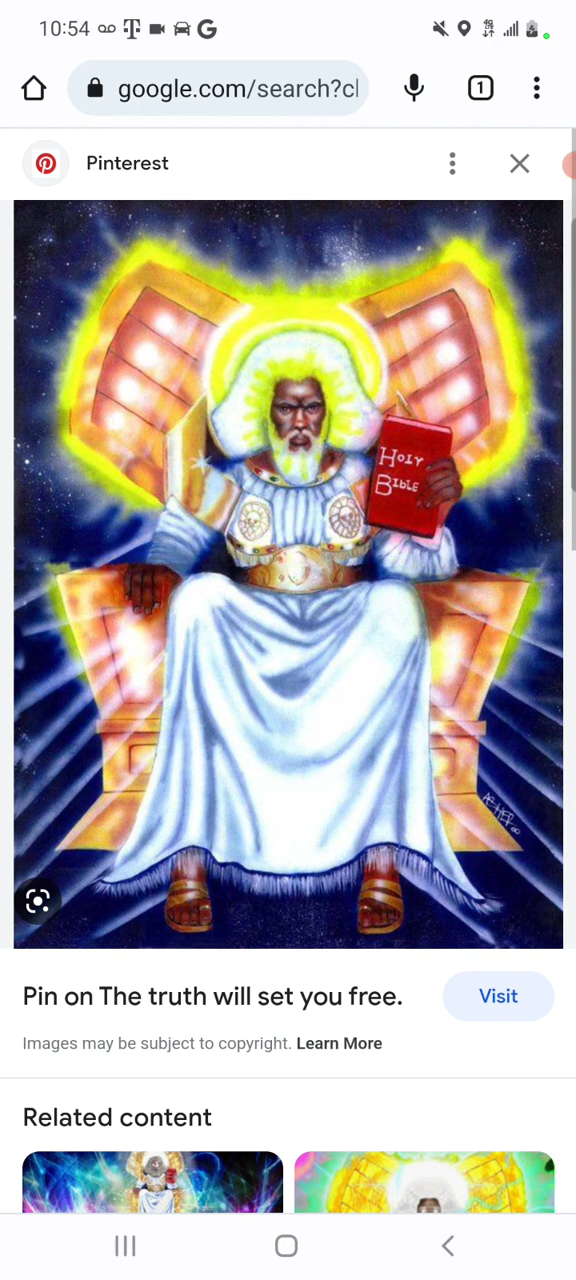 10:54
google.com/search?cl
1
Pinterest
HOLY
BIBLE
ASHER
Pin on The truth will set you free.
Visit
Images may be subject to copyright. Learn More
Related content